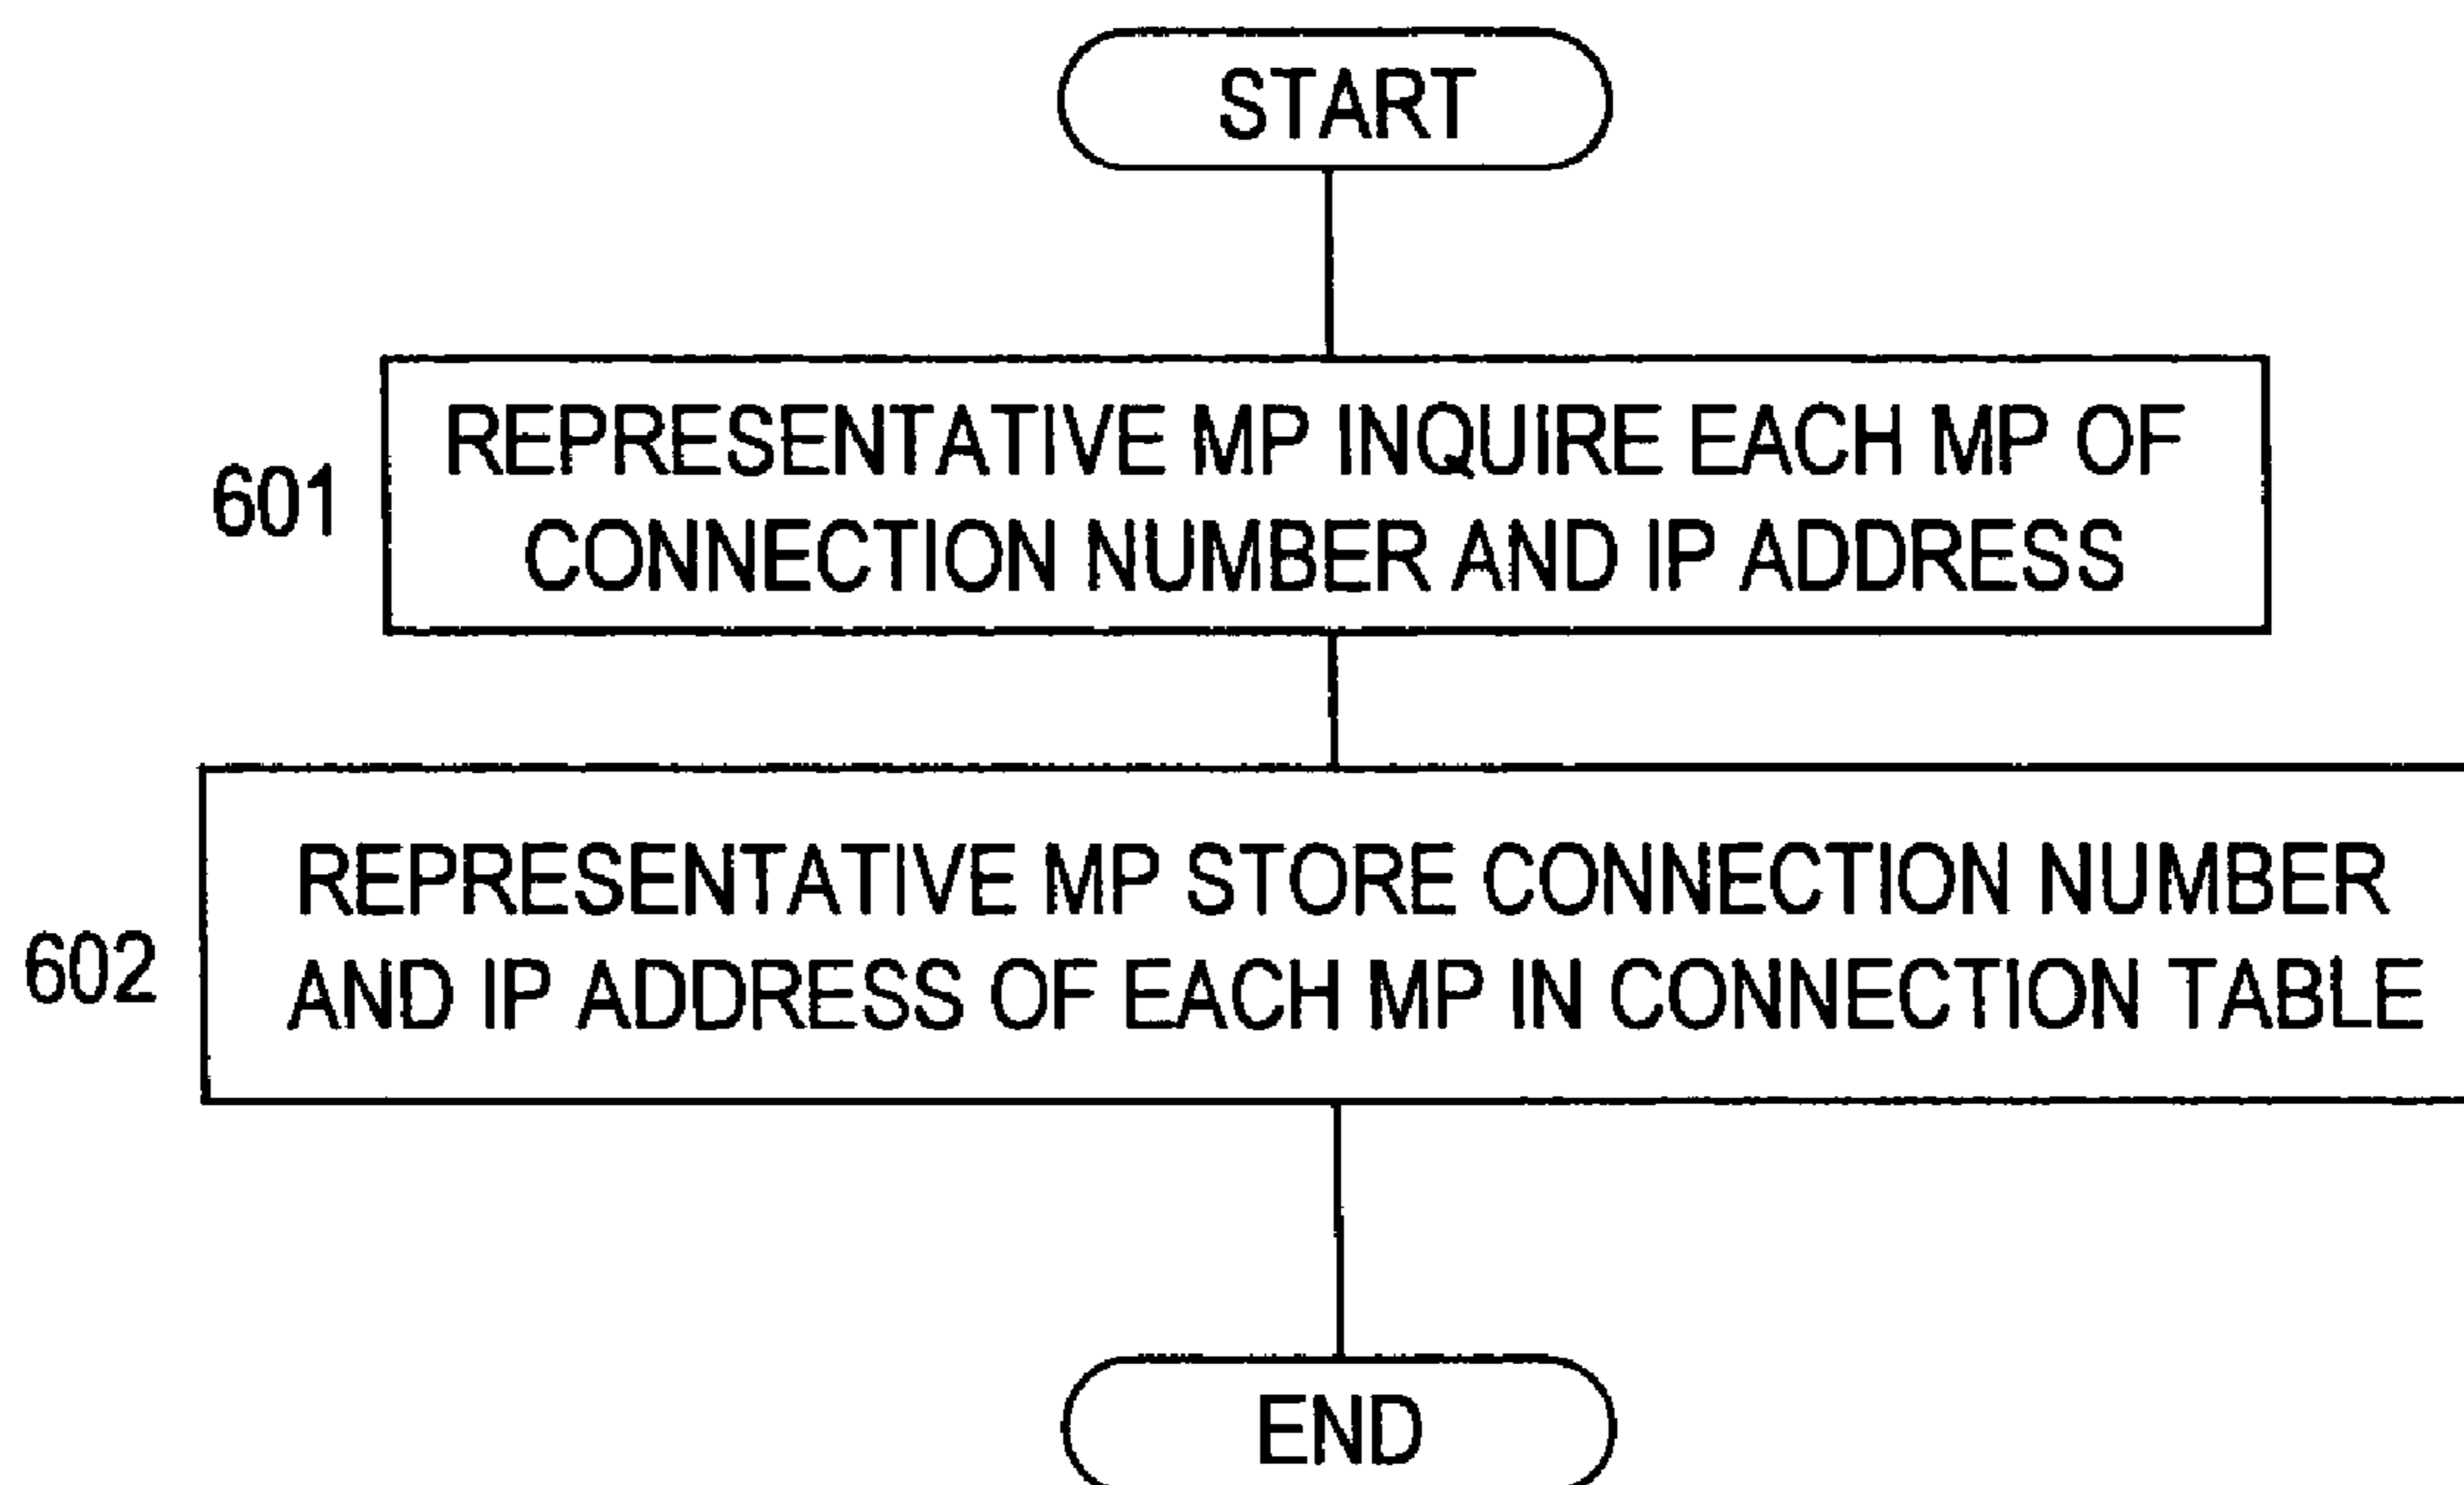 START
601
REPRESENTATIVE MP INQUIRE EACH MP OF
CONNECTION NUMBER AND IP ADDRESS
602
REPRESENTATIVE MP STORE CONNECTION NUMBER
AND IP ADDRESS OF EACH MP IN CONNECTION TABLE
END